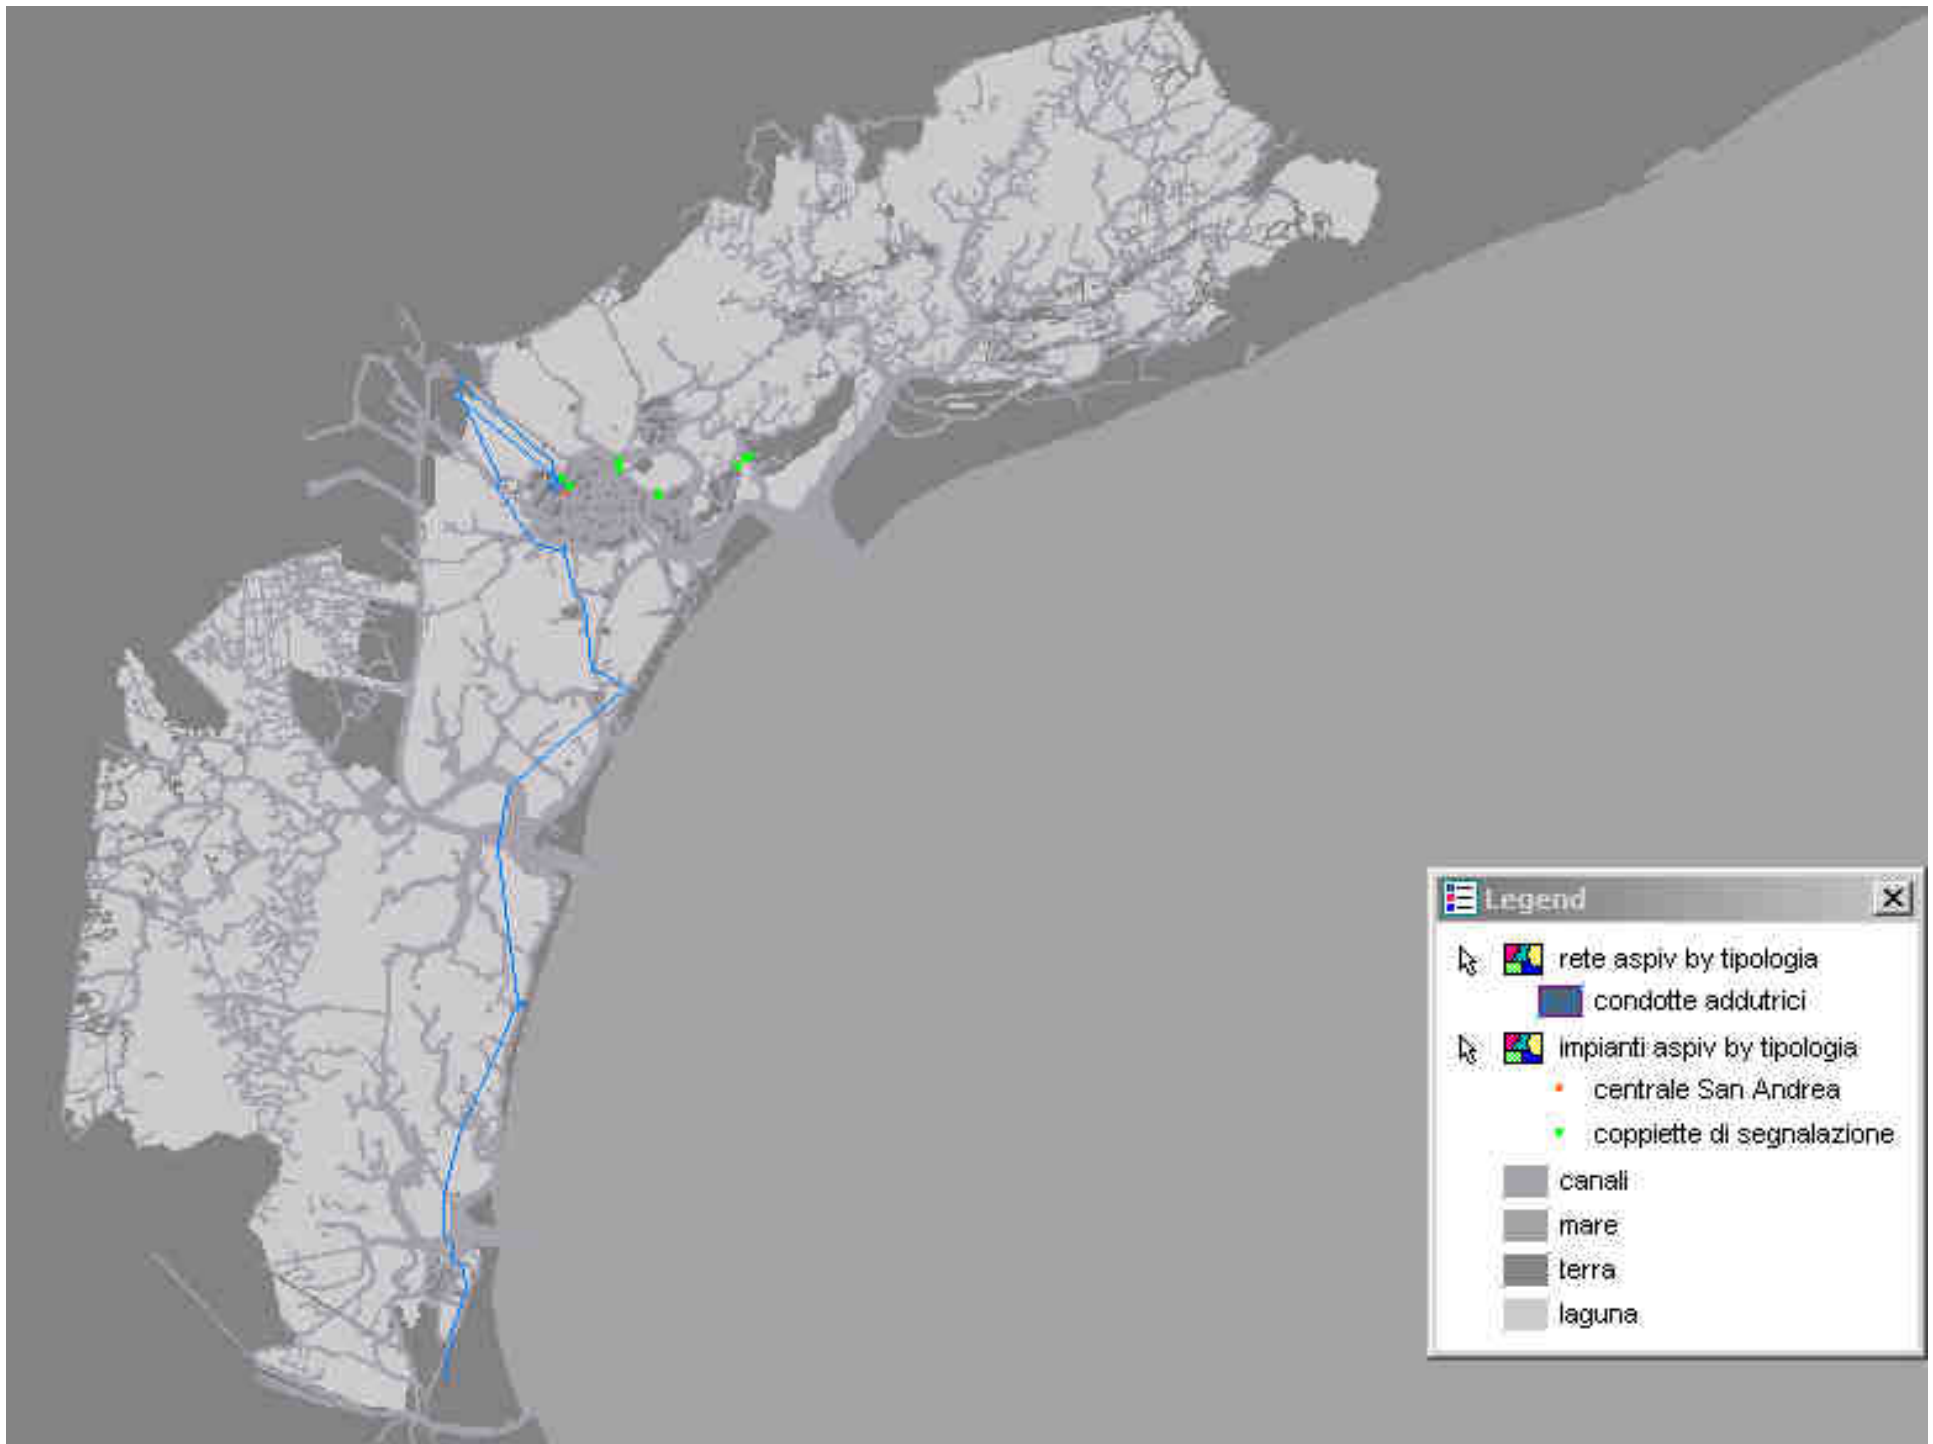 Legend
rete aspiv by tipologia
condotte addutrici
impianti aspiv by tipologia
centrale San Andrea
coppiette di segnalazione
canali
mare
terra
laguna